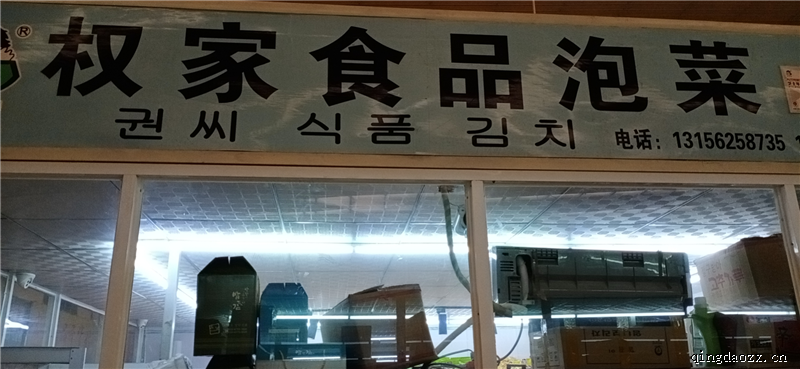 ®
权家食品泡菜
권씨 식품 김치 电话：13156258735
qingdaozz.cn